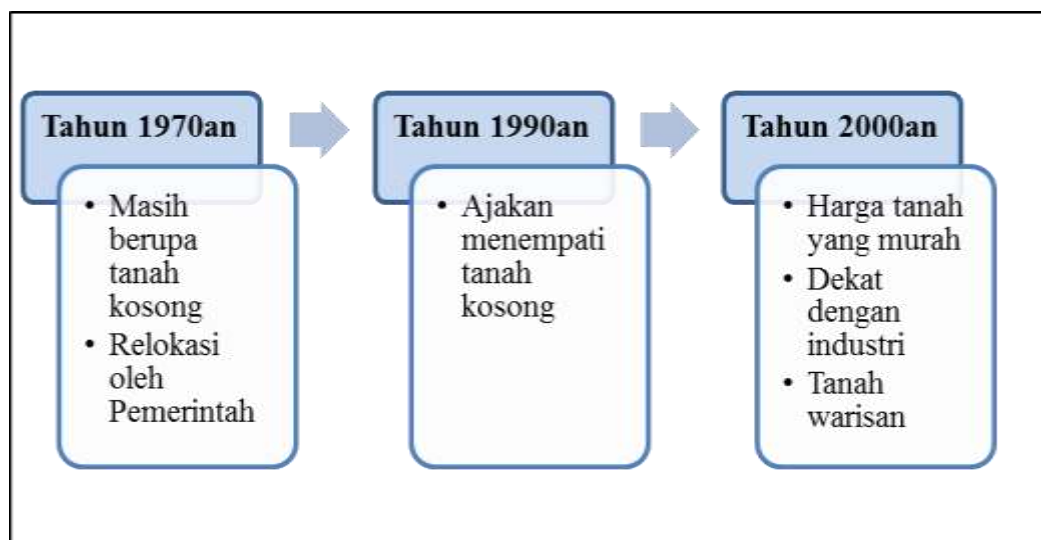 Tahun 1970an
• Masih
berupa
tanah
kosong
• Relokasi
oleh
Pemerintah
Tahun 1990an
• Ajakan
menempati
tanah
kosong
Tahun 2000an
• Harga tanah
yang murah
• Dekat
dengan
industri
• Tanah
warisan